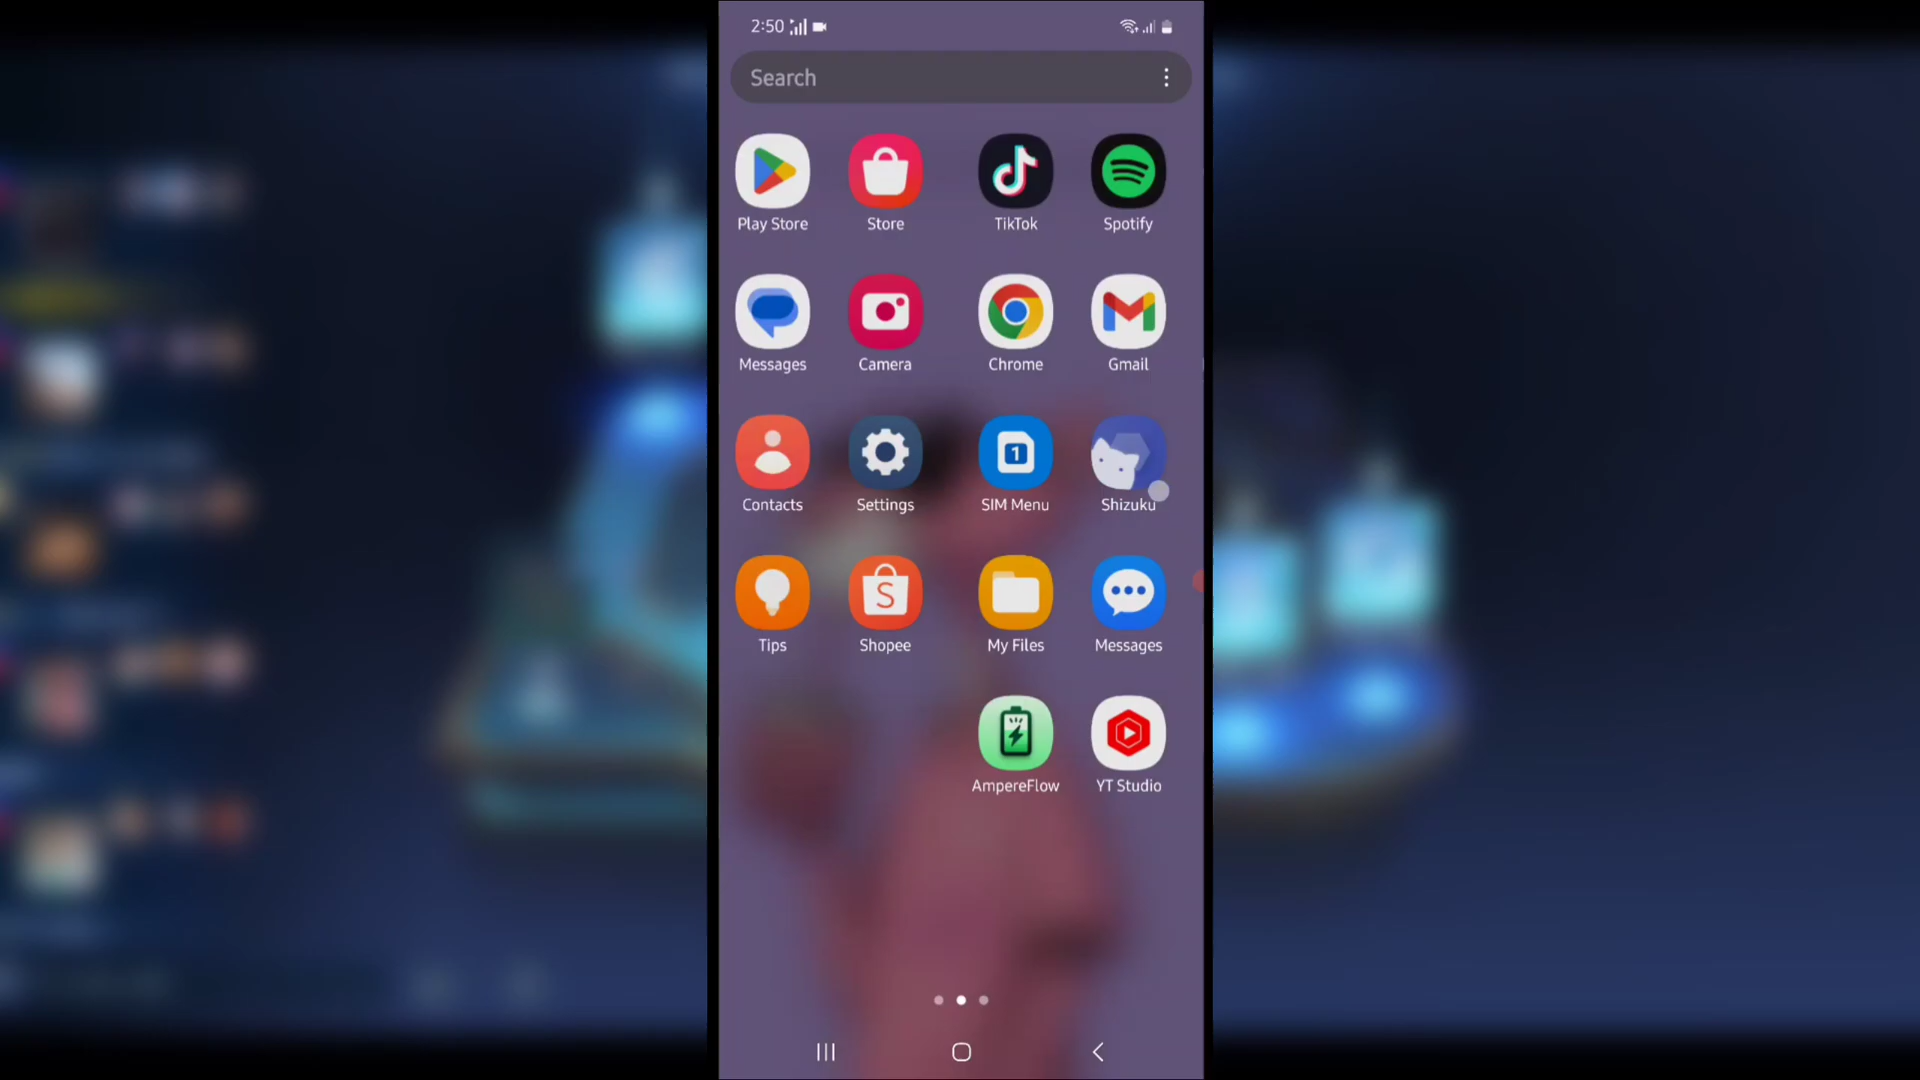 2:50
Search
Play Store
Store
TikTok
Spotify
Messages
Camera
Chrome
Gmail
1
Contacts
Settings
SIM Menu
Shizuku
S
Tips
Shopee
My Files
Messages
AmpereFlow
YT Studio